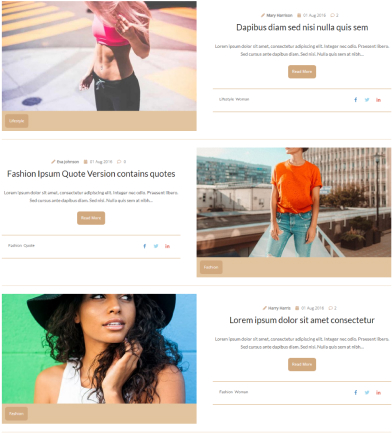 Mary Harrison 01 Aug 2016 2
Dapibus diam sed nisi nulla quis sem
Lorem ipsum dolor sit amet, consectetur adipiscing elit. Integer nec odio. Praesent libero.
Sed cursus ante dapibus diam. Sed nisi. Nulla quis sem at nibh...
Read More
Lifestyle Woman
Lifestyle
Eva Johnson 01 Aug 2016 0
Fashion Ipsum Quote Version contains quotes
Lorem ipsum dolor sit amet, consectetur adipiscing elit. Integer nec odio. Praesent libero.
Sed cursus ante dapibus diam. Sed nisi. Nulla quis sem at nibh...
Read More
Fashion Quote
Fashion
Harry Harris 01 Aug 2016 2
Lorem ipsum dolor sit amet consectetur
Lorem ipsum dolor sit amet, consectetur adipiscing elit. Integer nec odio. Praesent libero.
Sed cursus ante dapibus diam. Sed nisi. Nulla quis sem at nibh...
Read More
Fashion Woman
Fashion